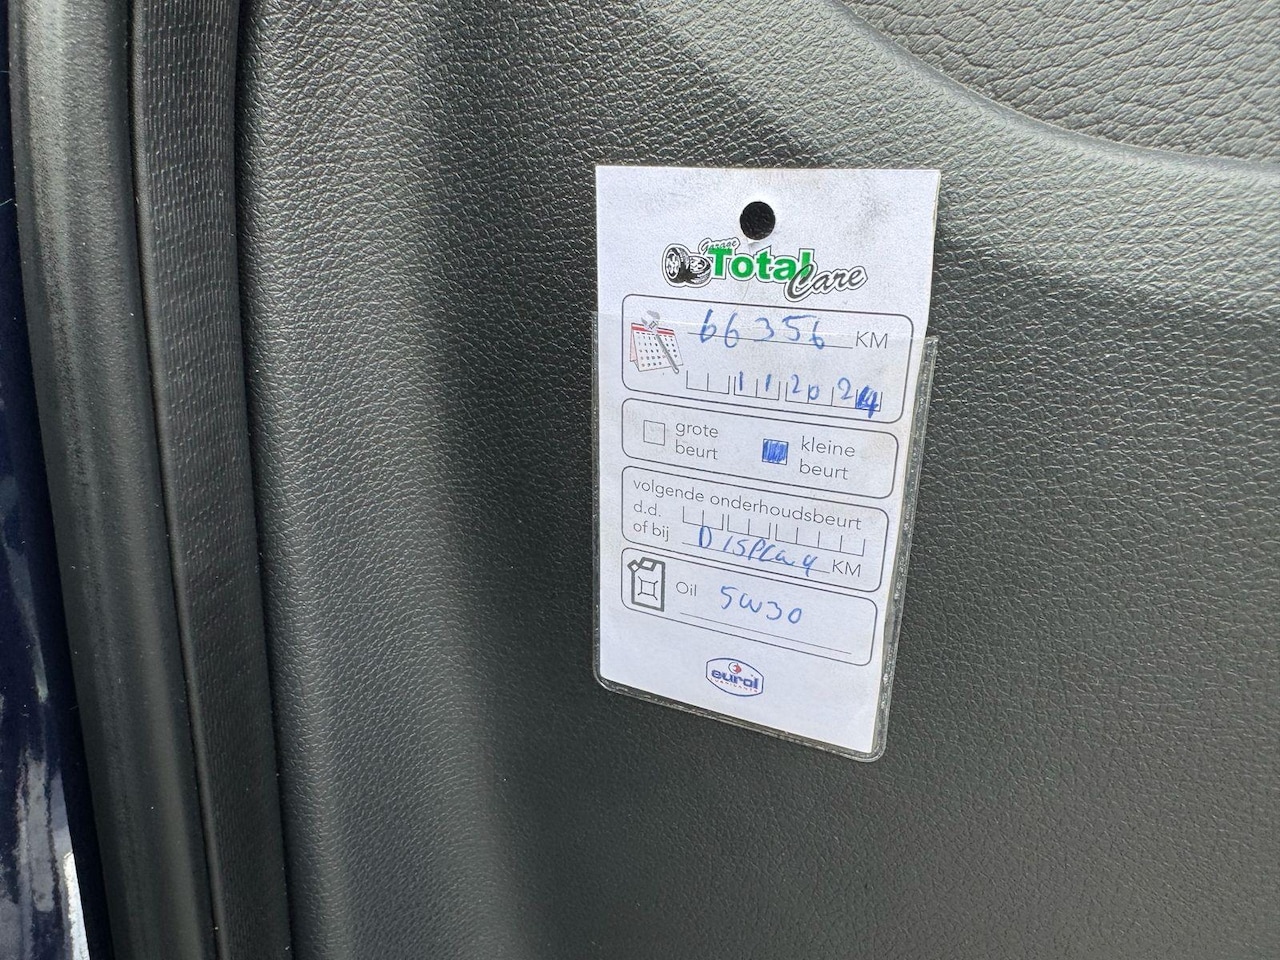 Garage
Total
Care
66356 KM
11 2024
grote beurt
kleine beurt
volgende onderhoudsbeurt
d.d.
of bij Display KM
Oil 5W30
eurol